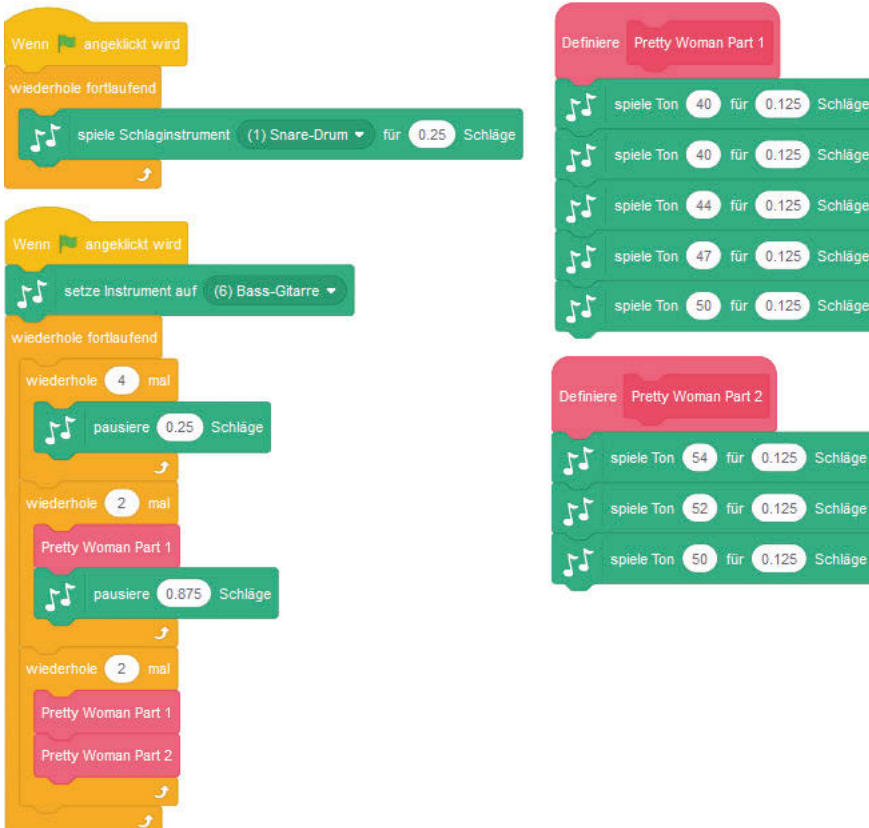 Wenn angeklickt wird
wiederhole fortlaufend
spiele Schlaginstrument (1) Snare-Drum für 0.25 Schläge
Wenn angeklickt wird
setze Instrument auf (6) Bass-Gitarre
wiederhole fortlaufend
wiederhole 4 mal
pausiere 0.25 Schläge
wiederhole 2 mal
Pretty Woman Part 1
pausiere 0.875 Schläge
wiederhole 2 mal
Pretty Woman Part 1
Pretty Woman Part 2
Definiere Pretty Woman Part 1
spiele Ton 40 für 0.125 Schläge
spiele Ton 40 für 0.125 Schläge
spiele Ton 44 für 0.125 Schläge
spiele Ton 47 für 0.125 Schläge
spiele Ton 50 für 0.125 Schläge
Definiere Pretty Woman Part 2
spiele Ton 54 für 0.125 Schläge
spiele Ton 52 für 0.125 Schläge
spiele Ton 50 für 0.125 Schläge